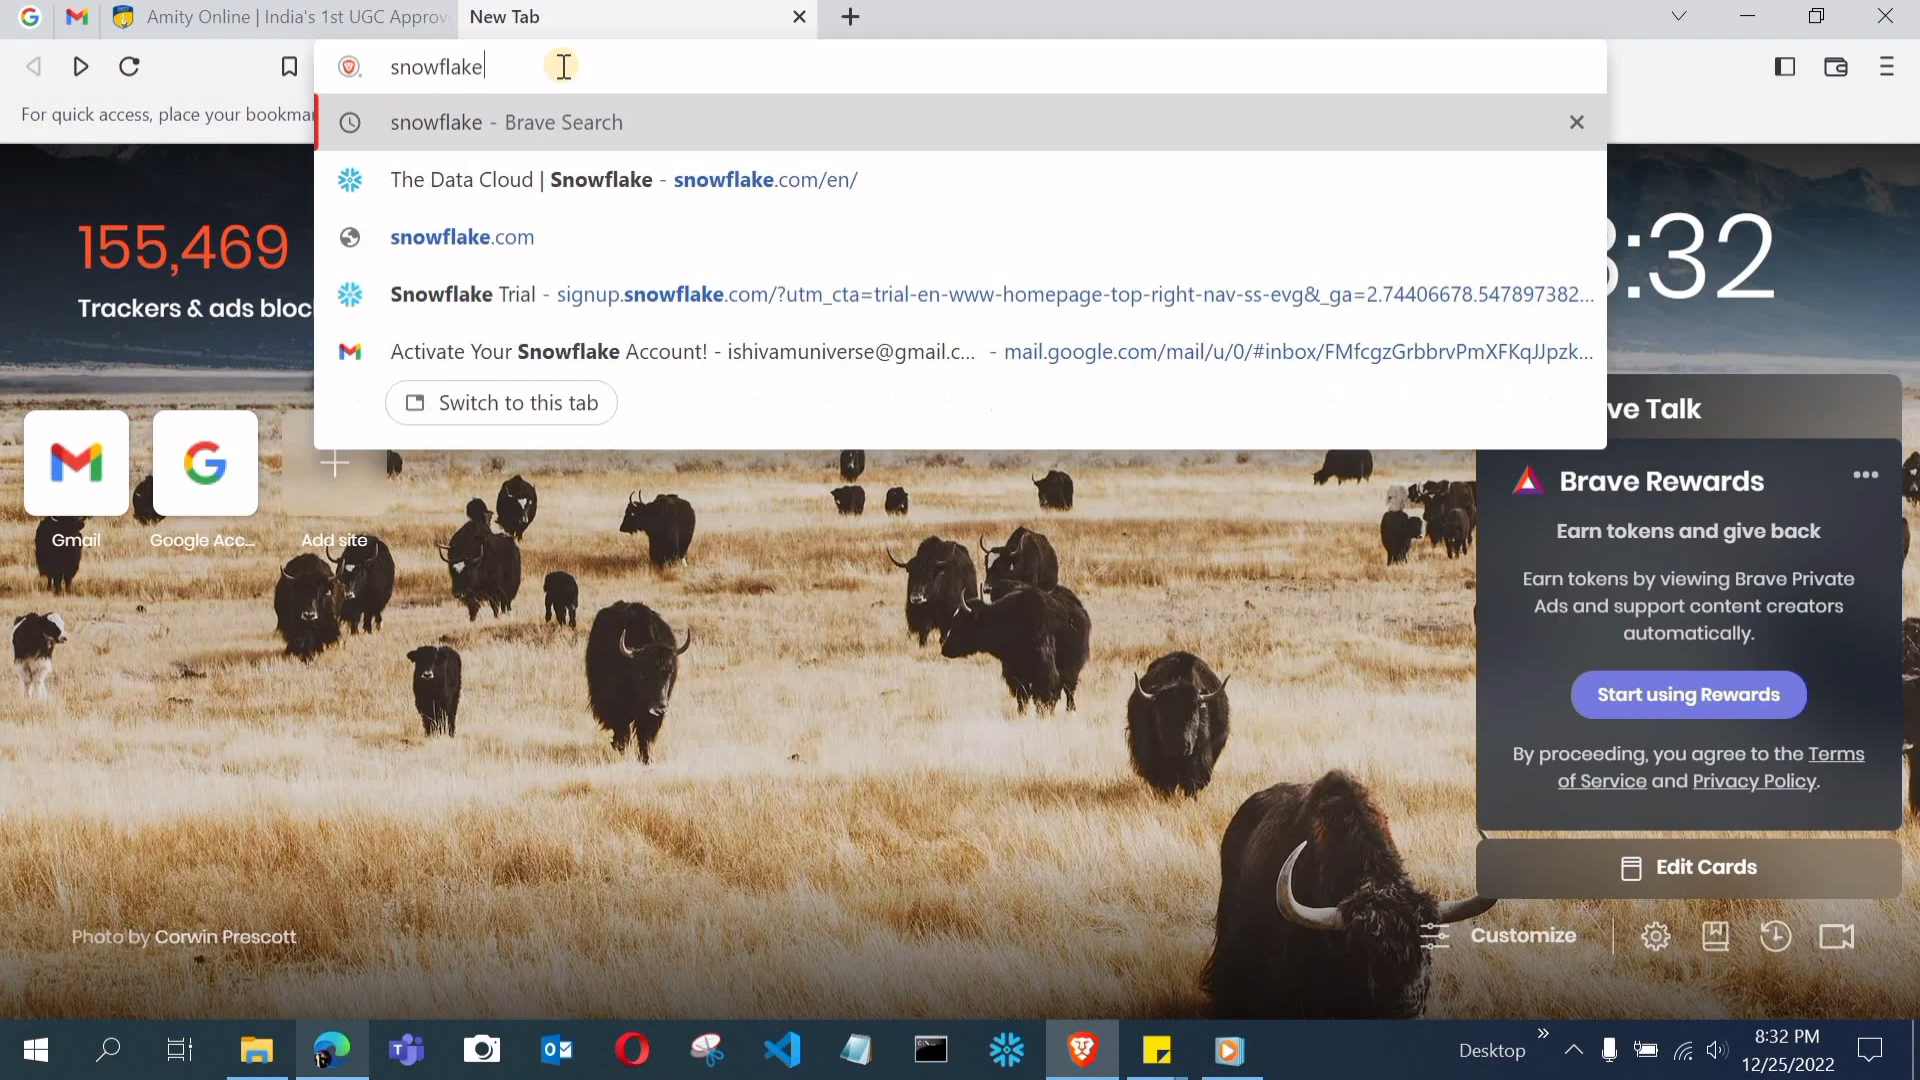 Amity Online | India's 1st UGC Approv
New Tab
snowflake
For quick access, place your bookmar
snowflake - Brave Search
The Data Cloud | Snowflake - snowflake.com/en/
snowflake.com
Snowflake Trial - signup.snowflake.com/?utm_cta=trial-en-www-homepage-top-right-nav-ss-evg&_ga=2.74406678.547897382...
Activate Your Snowflake Account! - ishivamuniverse@gmail.c... - mail.google.com/mail/u/0/#inbox/FMfcgzGrbbrvPmXFKqJJpzk...
Switch to this tab
155,469
Trackers & ads bloc
:32
Gmail
Google Acc...
Add site
ve Talk
Brave Rewards
Earn tokens and give back
Earn tokens by viewing Brave Private
Ads and support content creators
automatically.
Start using Rewards
By proceeding, you agree to the Terms
of Service and Privacy Policy.
Edit Cards
Photo by Corwin Prescott
Customize
Desktop
8:32 PM
12/25/2022